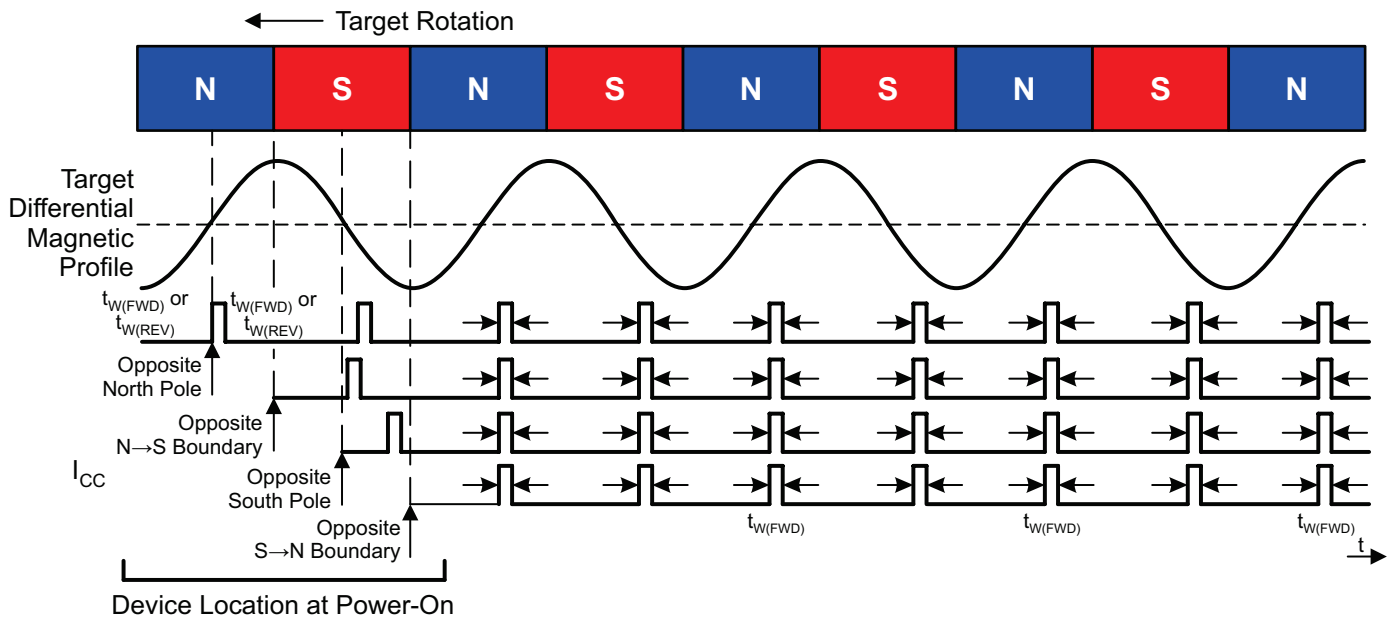 Target Rotation
N S N S N S N S N
Target
Differential
Magnetic
Profile
tW(FWD) or
tW(REV)
tW(FWD) or
tW(REV)
Opposite
North Pole
Opposite
N→S Boundary
ICC
Opposite
South Pole
Opposite
S→N Boundary
tW(FWD) tW(FWD) tW(FWD)
t
Device Location at Power-On